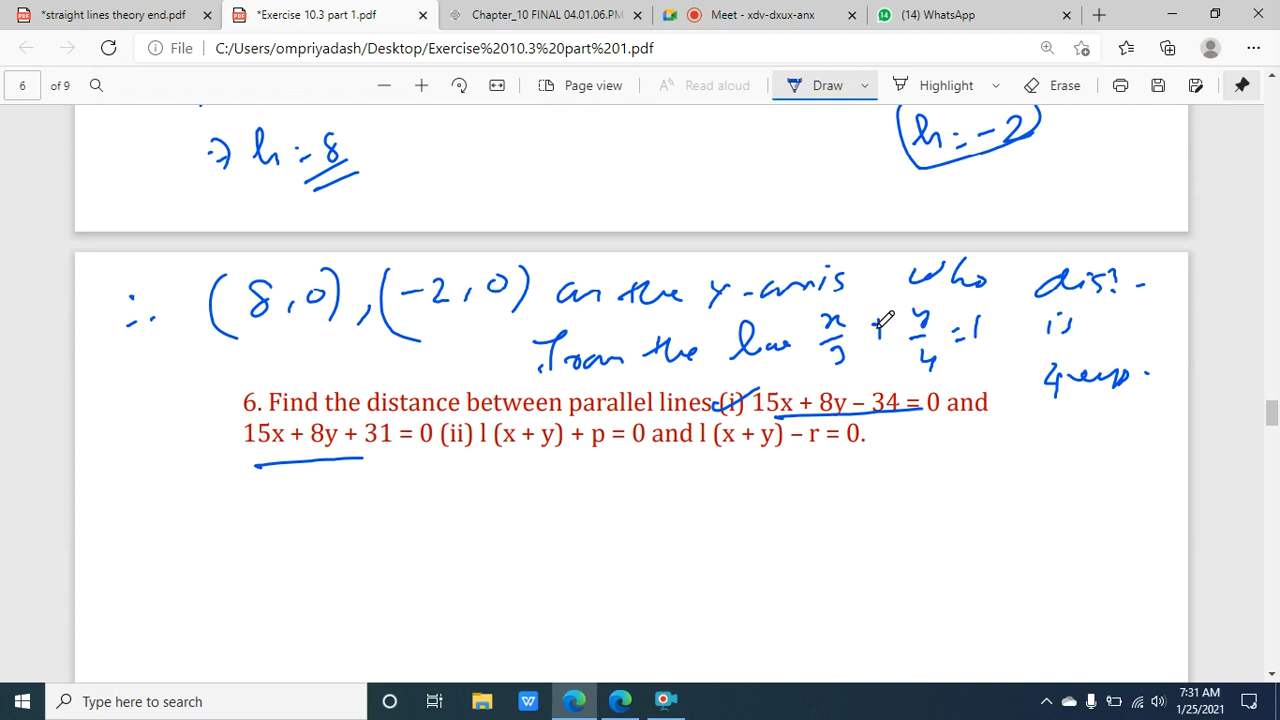 *straight lines theory end.pdf
*Exercise 10.3 part 1.pdf
Chapter_10 FINAL 04.01.06.PM
Meet - xdv-dxux-anx
(14) WhatsApp
File
C:/Users/ompriyadash/Desktop/Exercise%2010.3%20part%201.pdf
6 of 9
Page view
Read aloud
Draw
Highlight
Erase
⇒ h = 8
h = -2
∴ (8, 0), (-2, 0) on the x-axis who dist.
from the line x/3 + y/4 = 1 is
4
6. Find the distance between parallel lines (i) 15x + 8y – 34 = 0 and
15x + 8y + 31 = 0 (ii) l (x + y) + p = 0 and l (x + y) – r = 0.
Type here to search
7:31 AM
1/25/2021